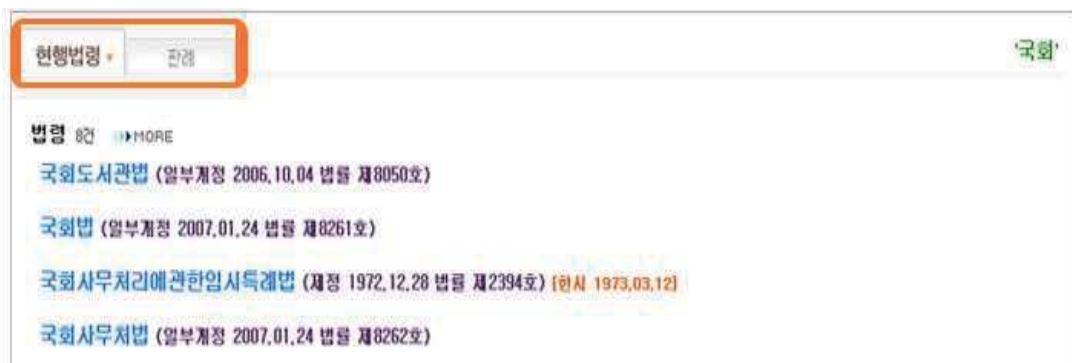 현행법령 판례 '국회'
법령 8건 MORE
국회도서관법 (일부개정 2006.10.04 법률 제8050호)
국회법 (일부개정 2007.01.24 법률 제8261호)
국회사무처리에관한임시특례법 (제정 1972.12.28 법률 제2394호) [한시 1973.03.12]
국회사무처법 (일부개정 2007.01.24 법률 제8262호)